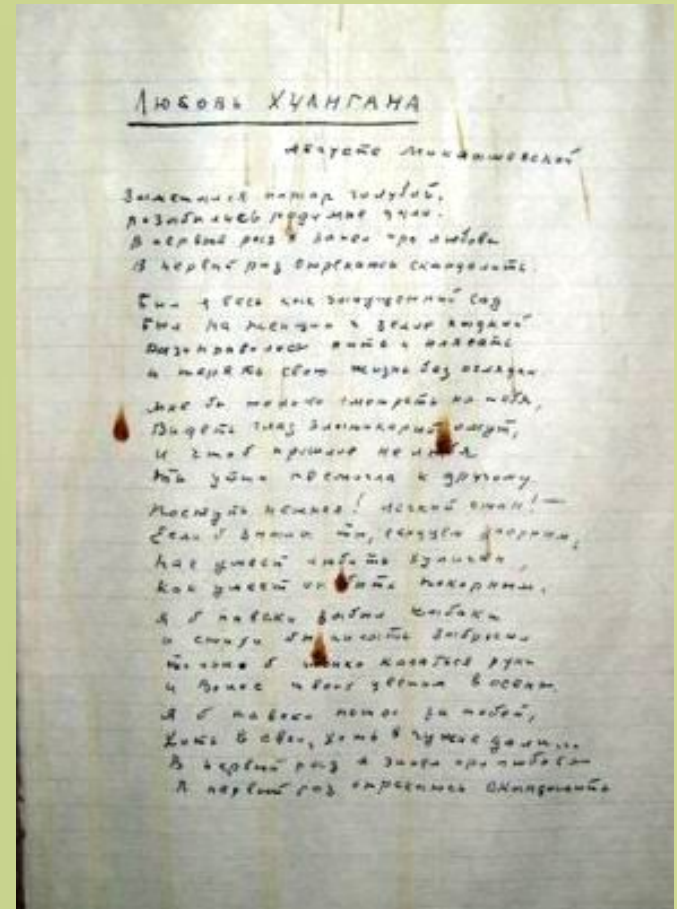 Любовь ХУЛИГАНА
Августе Миклашевской
Заметался пожар голубой,
Позабылись родимые дали.
В первый раз я запел про любовь
В первый раз отрекаюсь скандалить.
Был я весь как запущенный сад
Был на женщин и зелие падкий
Разонравилось пить и плясать
и терять свою жизнь без оглядки.
Мне бы только смотреть на тебя,
Видеть глаз златокарий омут,
и чтоб прошлое не любя
ты уйти не смогла к другому
Поступь нежная! легкий стан! —
Если б знала ты, сердцем упорным,
Как умеет любить хулиган,
Как умеет он быть покорным.
Я б навеки забыл кабаки
и стихи бы писать забросил
только б тонко касаться руки
и волос твоих цветом в осень.
Я б навеки пошел за тобой,
Хоть в свои, хоть в чужие дали...
В первый раз я запел про любовь
В первый раз отрекаюсь скандалить